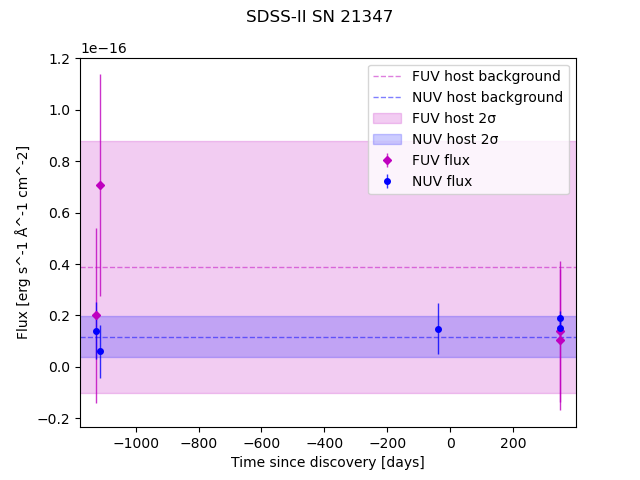 SDSS-II SN 21347
1e−16
1.2
1.0
0.8
0.6
0.4
0.2
0.0
−0.2
Flux [erg s^-1 Å^-1 cm^-2]
FUV host background
NUV host background
FUV host 2σ
NUV host 2σ
FUV flux
NUV flux
−1000 −800 −600 −400 −200 0 200
Time since discovery [days]